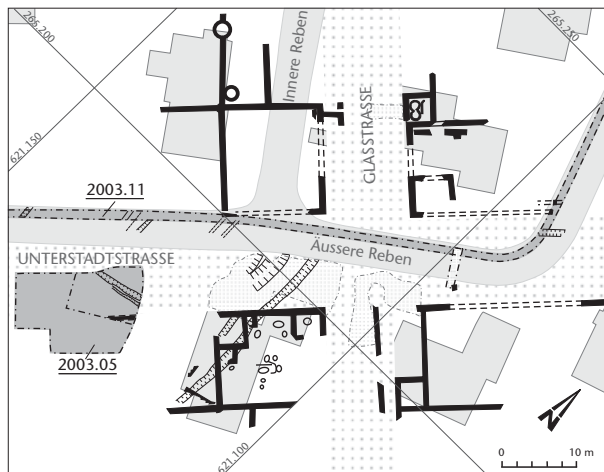 265.200
265.250
Innere Reben
GLASSTRASSE
621.150
2003.11
Äussere Reben
UNTERSTADTSTRASSE
2003.05
621.100
0 10 m